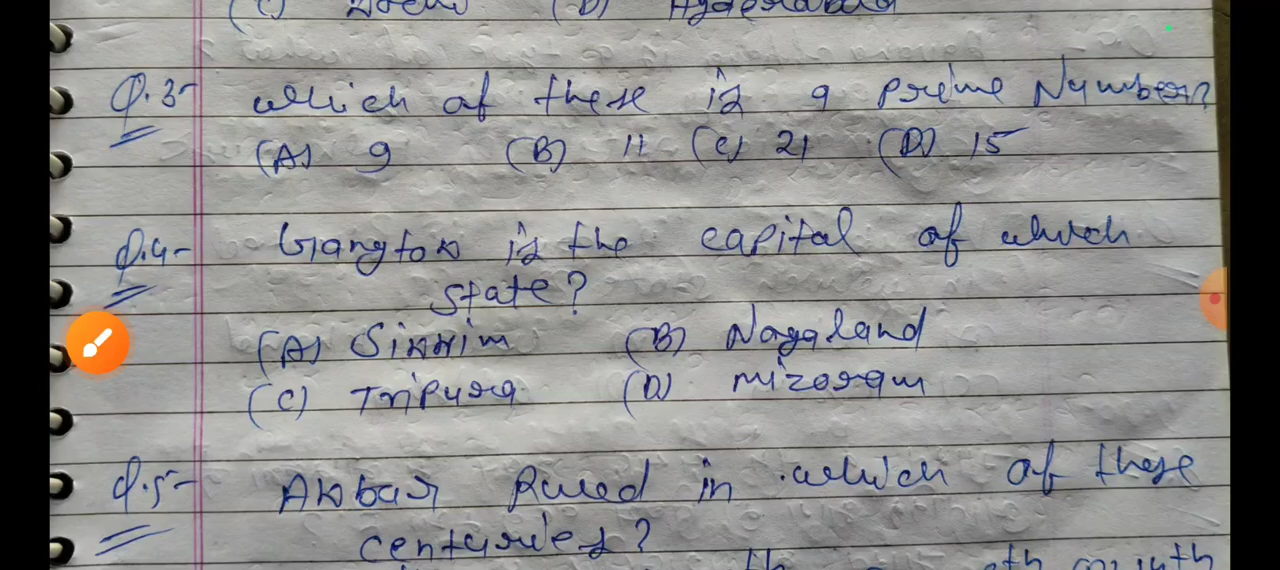 (D) Hyderabad
Q.3- which of these is a prime Number?
(A) 9 (B) 11 (C) 21 (D) 15
Q.4- Gangtok is the capital of which
state?
(A) Sikkim (B) Nagaland
(C) Tripura (D) mizoram
Q.5- Akbar Ruled in which of these
centuries?